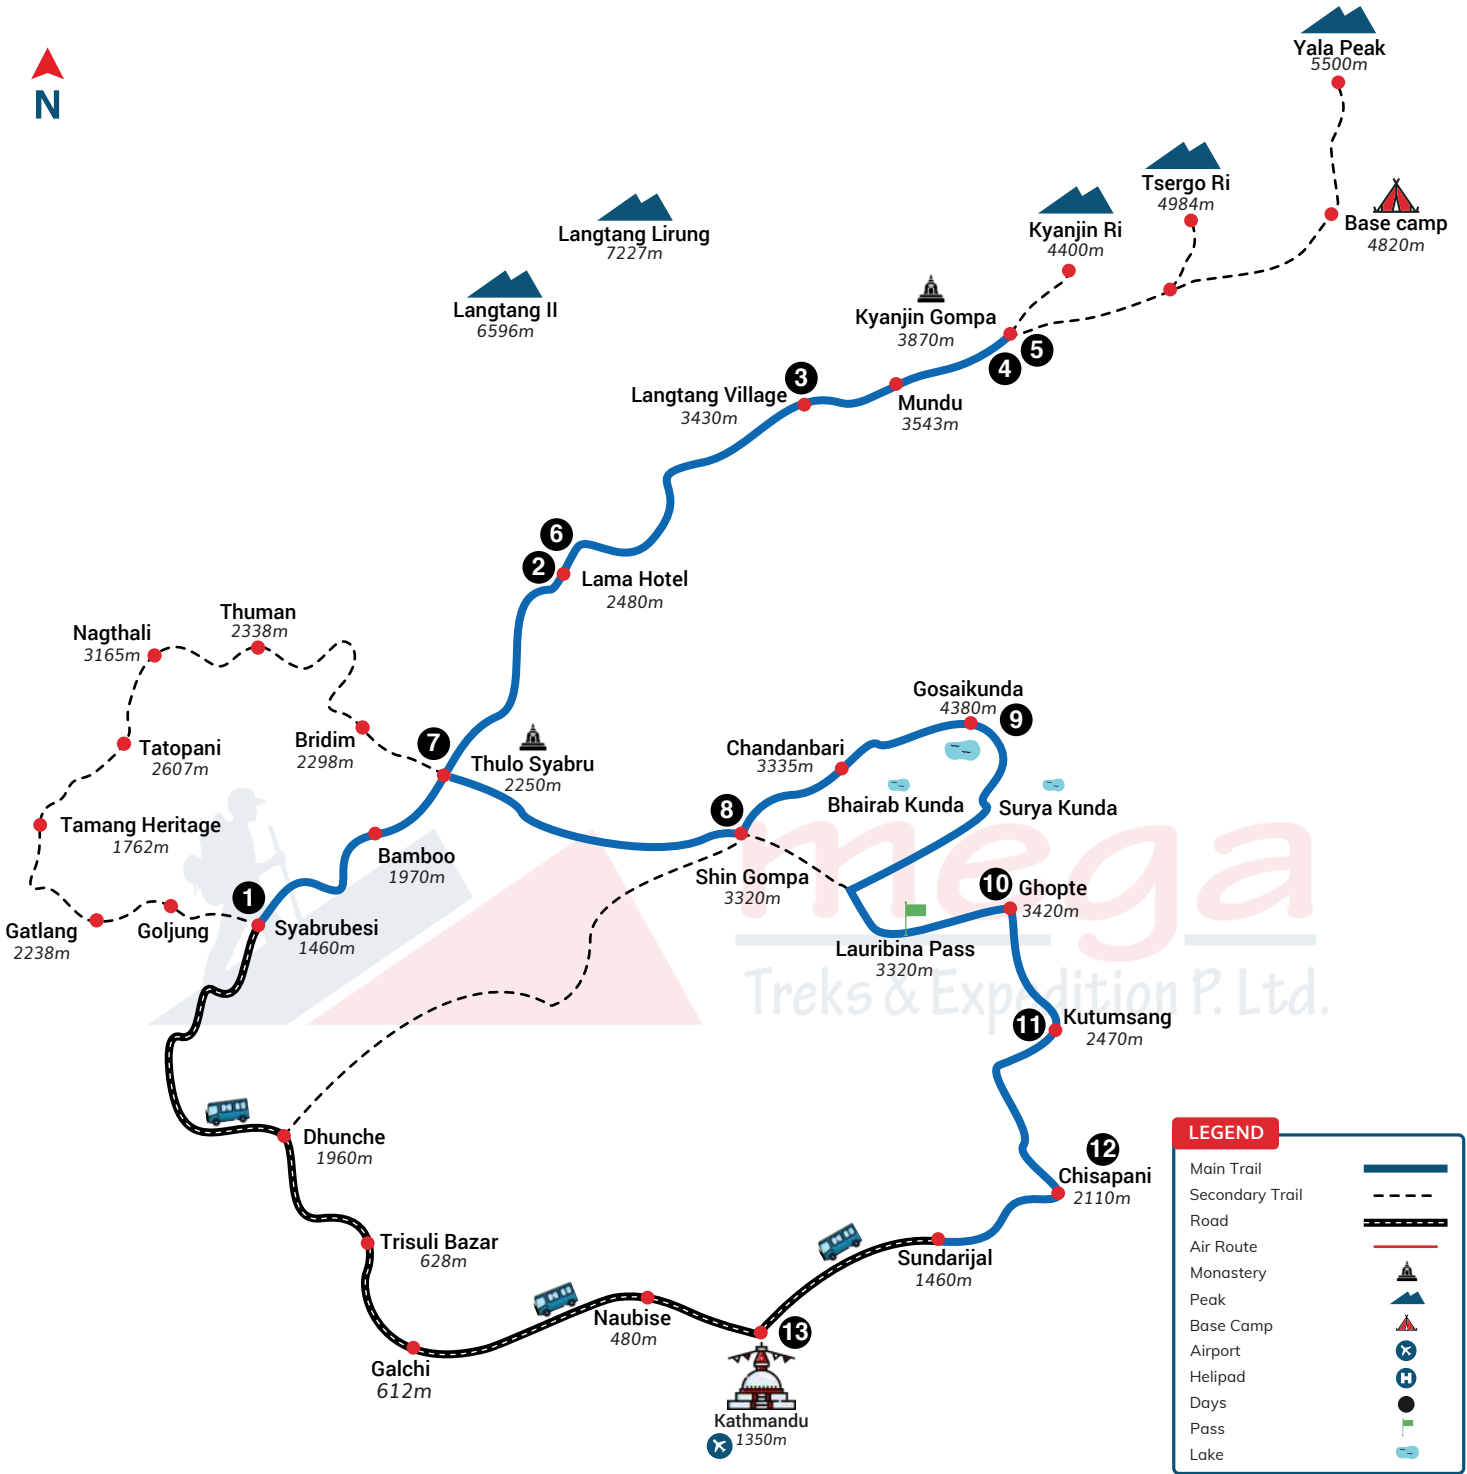 N
Yala Peak
5500m
Tsergo Ri
4984m
Kyanjin Ri
4400m
Base camp
4820m
Langtang Lirung
7227m
Langtang II
6596m
Kyanjin Gompa
3870m
5
4
3
Langtang Village
3430m
Mundu
3543m
6
2
Lama Hotel
2480m
Thuman
2338m
Nagthali
3165m
Tatopani
2607m
Bridim
2298m
7
Thulo Syabru
2250m
Gosaikunda
4380m
9
Chandanbari
3335m
Bhairab Kunda
Surya Kunda
8
Shin Gompa
3320m
Tamang Heritage
1762m
Bamboo
1970m
1
Syabrubesi
1460m
Gatlang
2238m
Goljung
10
Ghopte
3420m
Lauribina Pass
3320m
mega
Treks & Expedition P. Ltd.
11
Kutumsang
2470m
12
Chisapani
2110m
Dhunche
1960m
Trisuli Bazar
628m
Sundarijal
1460m
Naubise
480m
Galchi
612m
13
Kathmandu
1350m
LEGEND
Main Trail
Secondary Trail
Road
Air Route
Monastery
Peak
Base Camp
Airport
Helipad
H
Days
Pass
Lake